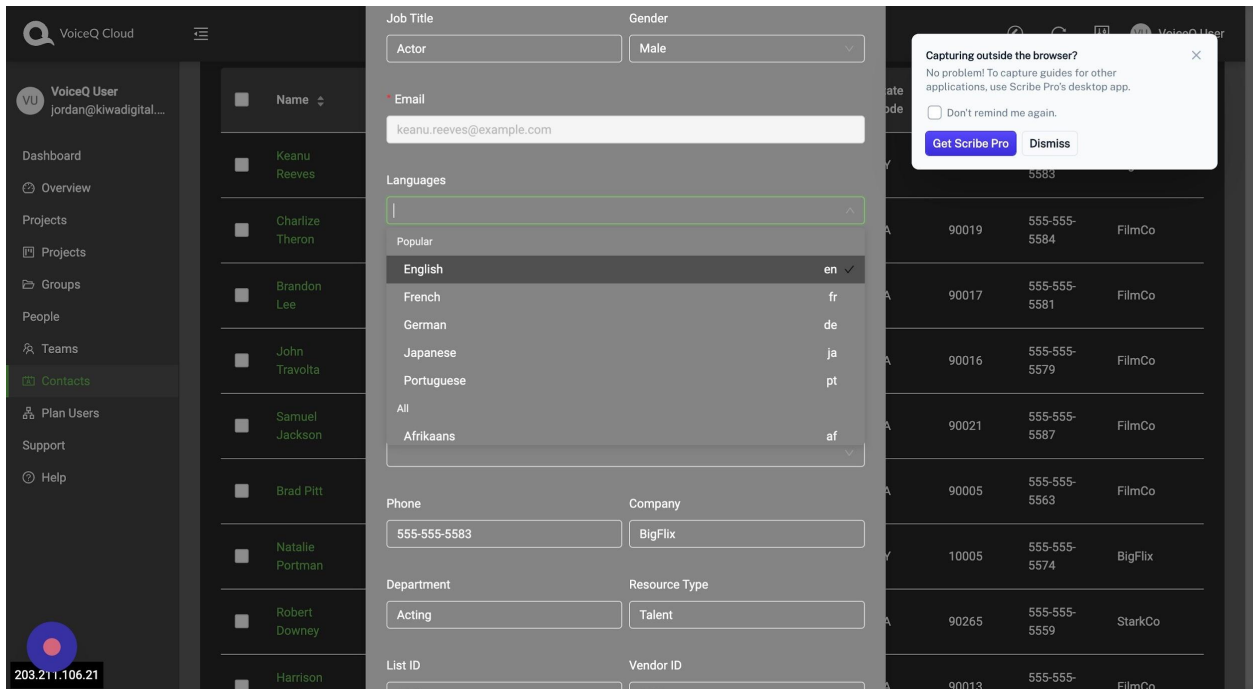 VoiceQ Cloud
VoiceQ User
Capturing outside the browser?
No problem! To capture guides for other
applications, use Scribe Pro's desktop app.
Don't remind me again.
Get Scribe Pro
Dismiss
VU
VoiceQ User
jordan@kiwadigital....
Dashboard
Overview
Projects
Projects
Groups
People
Teams
Contacts
Plan Users
Support
Help
203.211.106.21
Name
Keanu
Reeves
5583
Charlize
Theron
90019
555-555-
5584
FilmCo
Brandon
Lee
90017
555-555-
5581
FilmCo
John
Travolta
90016
555-555-
5579
FilmCo
Samuel
Jackson
90021
555-555-
5587
FilmCo
Brad Pitt
90005
555-555-
5563
FilmCo
Natalie
Portman
10005
555-555-
5574
BigFlix
Robert
Downey
90265
555-555-
5559
StarkCo
Harrison
90013
555-555-
FilmCo
Job Title
Gender
Actor
Male
* Email
keanu.reeves@example.com
Languages
Popular
English en
French fr
German de
Japanese ja
Portuguese pt
All
Afrikaans af
Phone
Company
555-555-5583
BigFlix
Department
Resource Type
Acting
Talent
List ID
Vendor ID